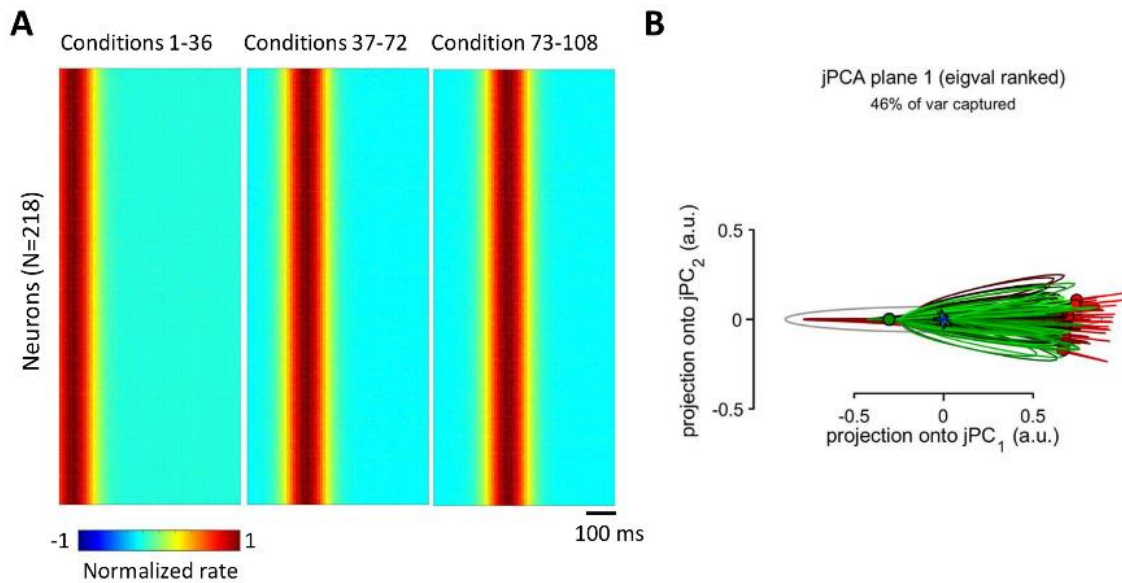 A
Conditions 1-36
Conditions 37-72
Condition 73-108
Neurons (N=218)
-1
1
Normalized rate
100 ms
B
jPCA plane 1 (eigval ranked)
46% of var captured
0.5
0
-0.5
projection onto jPC2 (a.u.)
-0.5
0
0.5
projection onto jPC1 (a.u.)